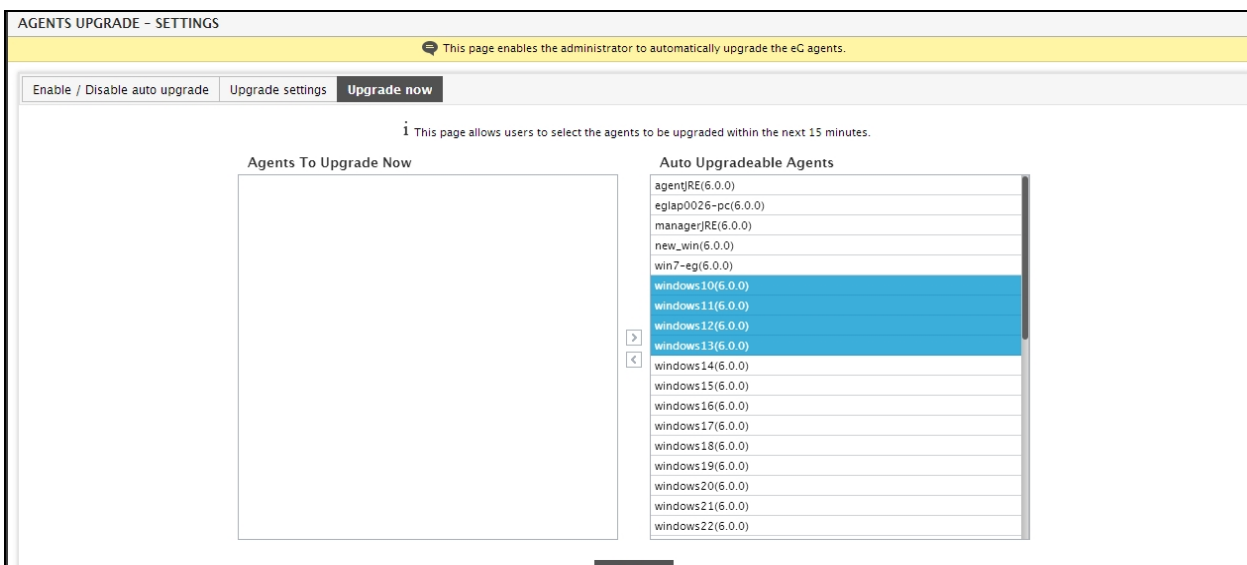 AGENTS UPGRADE – SETTINGS
This page enables the administrator to automatically upgrade the eG agents.
Enable / Disable auto upgrade Upgrade settings Upgrade now
i This page allows users to select the agents to be upgraded within the next 15 minutes.
Agents To Upgrade Now
Auto Upgradeable Agents
agentJRE(6.0.0)
eglap0026-pc(6.0.0)
managerJRE(6.0.0)
new_win(6.0.0)
win7-eg(6.0.0)
windows10(6.0.0)
windows11(6.0.0)
windows12(6.0.0)
windows13(6.0.0)
windows14(6.0.0)
windows15(6.0.0)
windows16(6.0.0)
windows17(6.0.0)
windows18(6.0.0)
windows19(6.0.0)
windows20(6.0.0)
windows21(6.0.0)
windows22(6.0.0)